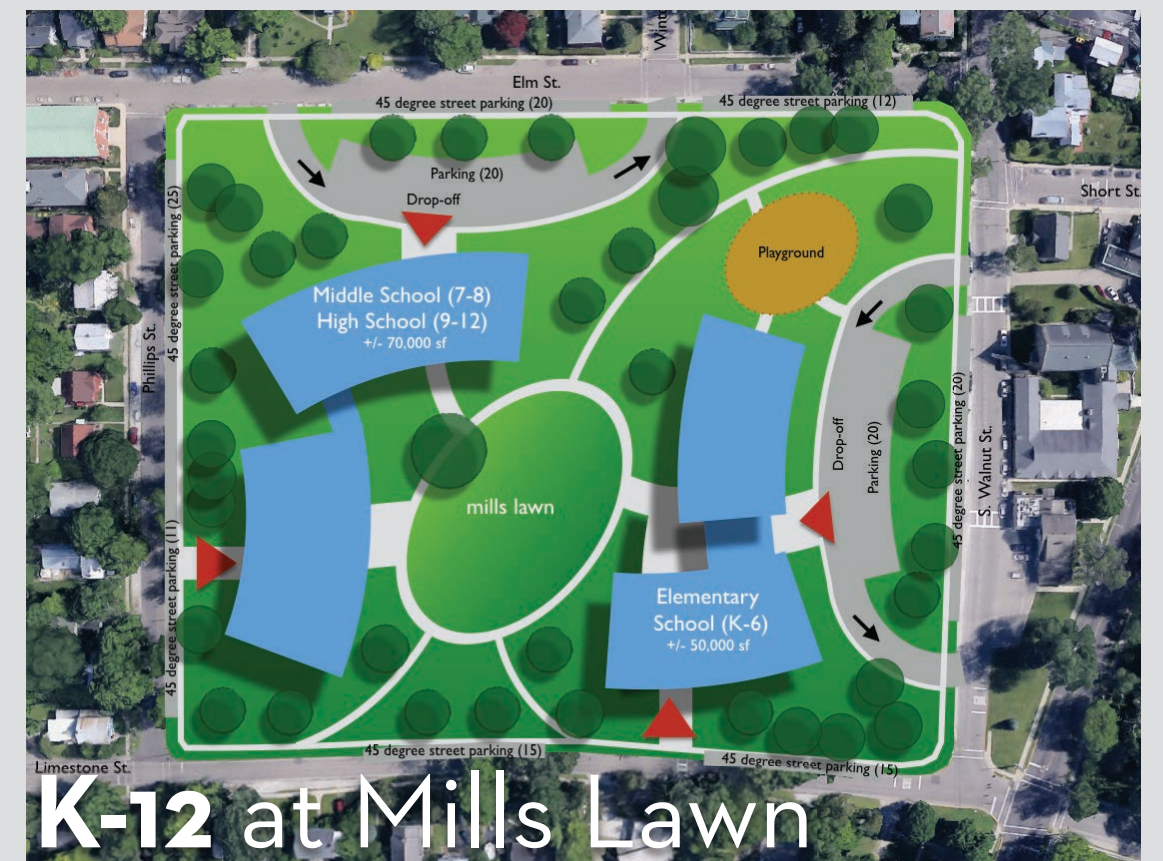 Elm St.
45 degree street parking (20)
45 degree street parking (12)
Parking (20)
Drop-off
Short St.
45 degree street parking (25)
Playground
Middle School (7-8)
High School (9-12)
+/- 70,000 sf
Phillips St.
Drop-off
Parking (20)
45 degree street parking (20)
S. Walnut St.
mills lawn
45 degree street parking (11)
Elementary
School (K-6)
+/- 50,000 sf
45 degree street parking (15)
45 degree street parking (15)
Limestone St.
K-12 at Mills Lawn